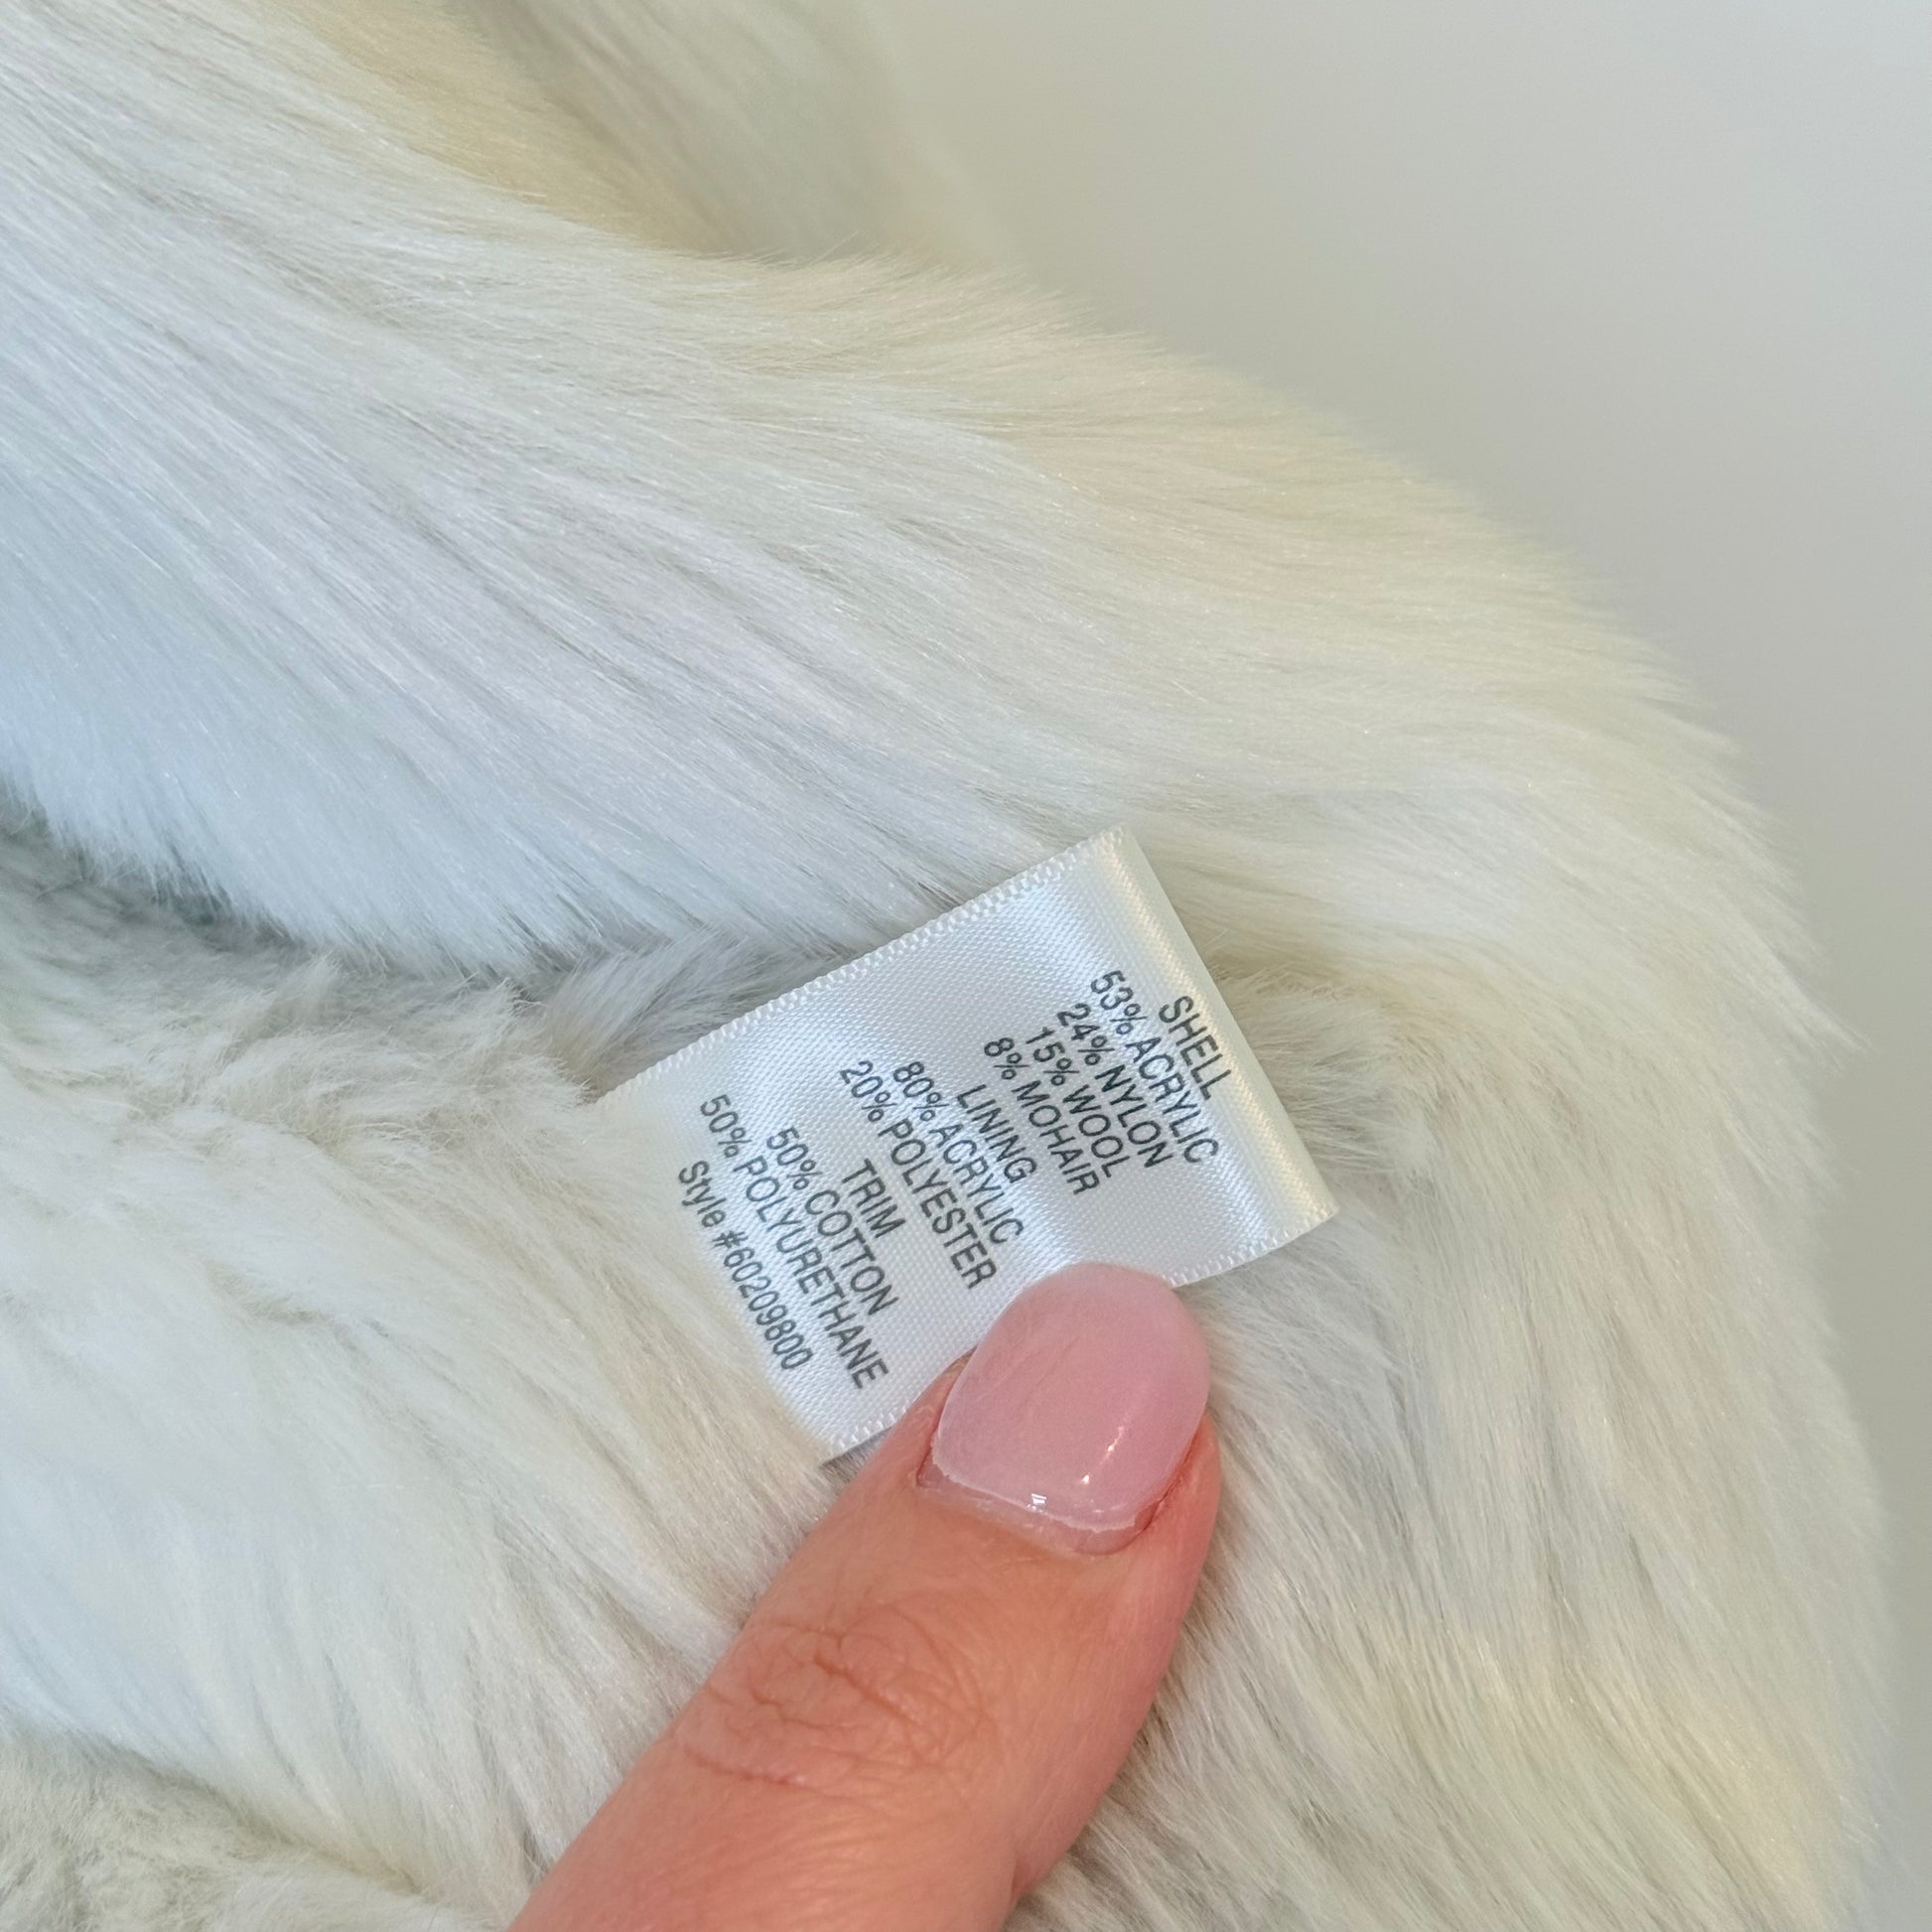 SHELL
53% ACRYLIC
24% NYLON
15% WOOL
8% MOHAIR
LINING
80% ACRYLIC
20% POLYESTER
TRIM
50% COTTON
50% POLYURETHANE
Style #60209800